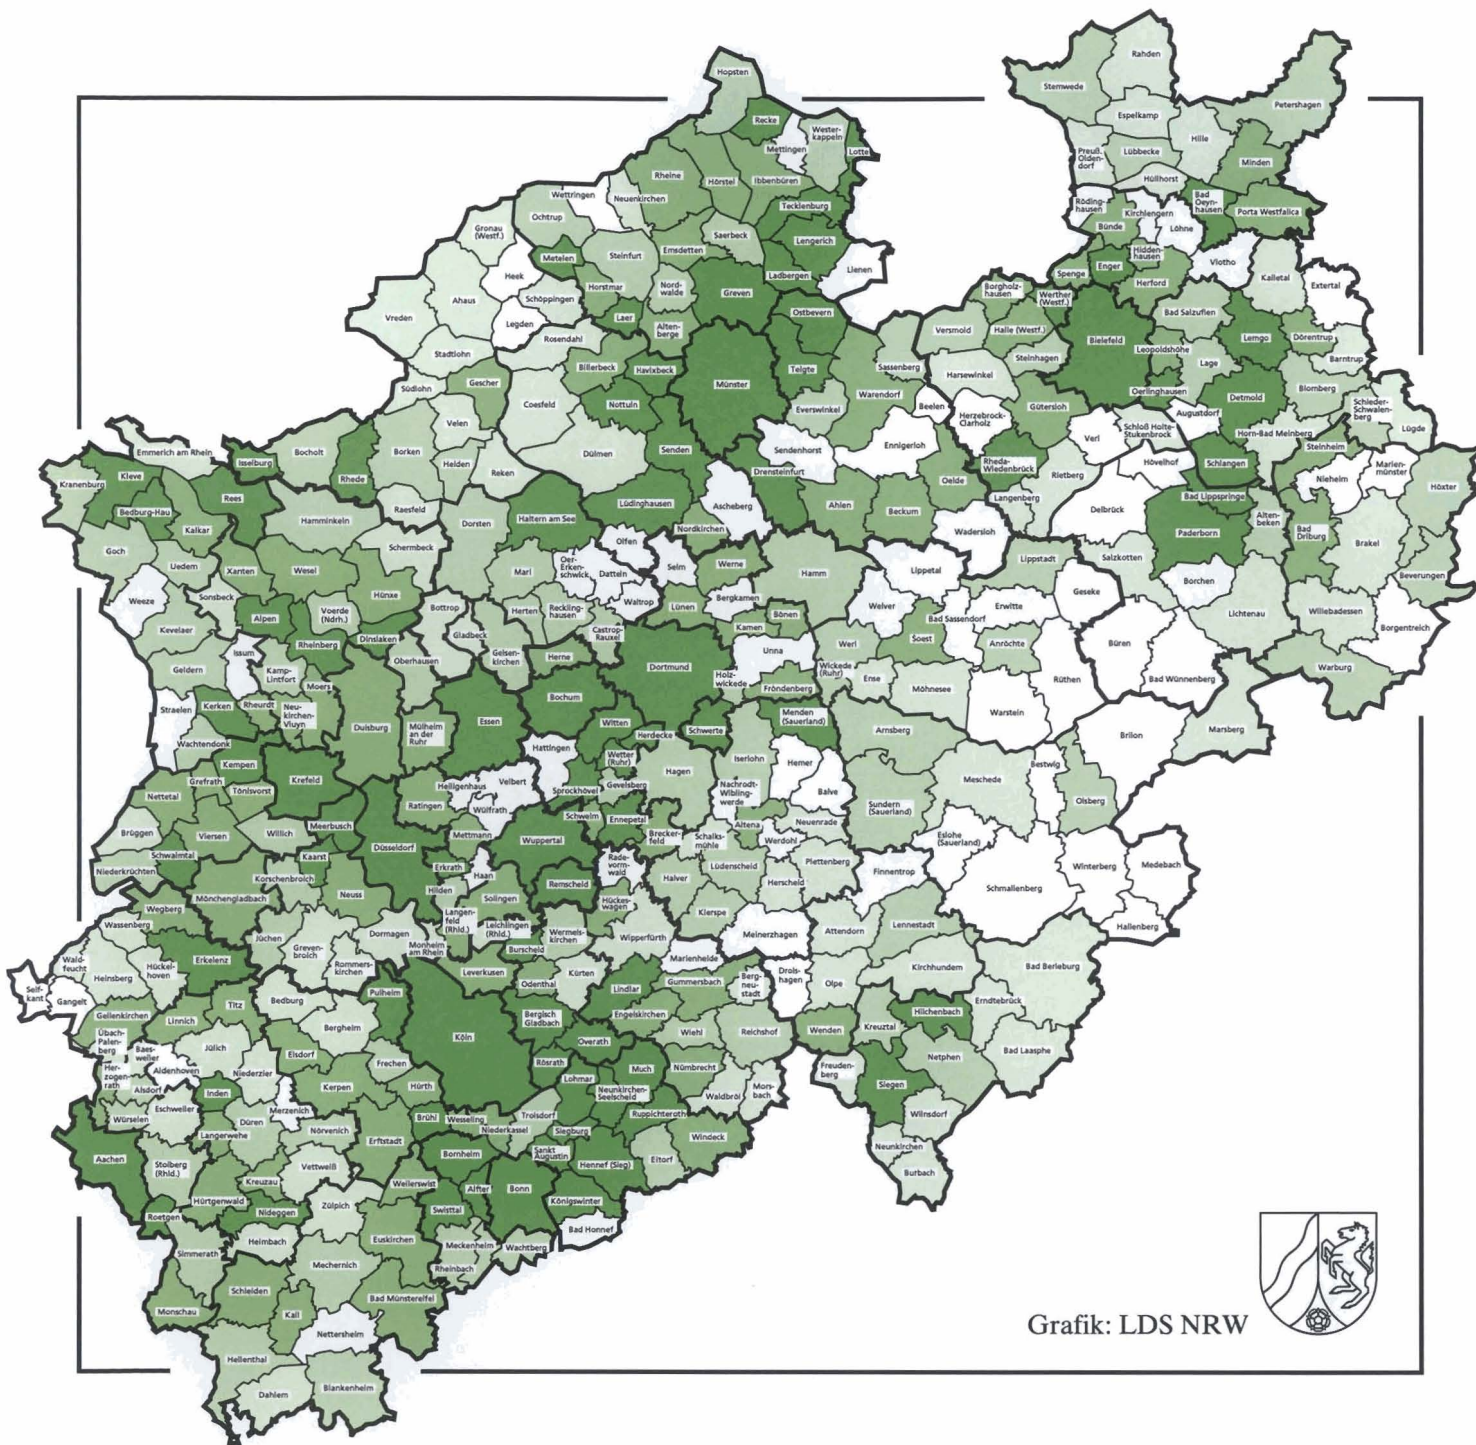 Rahden
Stemwede
Hopsten
Espelkamp
Petershagen
Recke
Wester-
kappeln
Hille
Mettingen
Lotte
Preuß.
Olden-
dorf
Lübbecke
Minden
Rheine
Hörstel
Ibbenbüren
Hüllhorst
Wettringen
Neuenkirchen
Tecklenburg
Röding-
hausen
Bad
Oeyn-
hausen
Kirchlengern
Porta Westfalica
Ochtrup
Bünde
Löhne
Gronau
(Westf.)
Saerbeck
Lengerich
Emsdetten
Steinfurt
Metelen
Hidden-
hausen
Enger
Vlotho
Lienen
Ladbergen
Heek
Spenge
Kalletal
Herford
Extertal
Horstmar
Nord-
walde
Greven
Borgholz-
hausen
Ahaus
Schöppingen
Werther
(Westf.)
Vreden
Legden
Laer
Ostbevern
Bad Salzuflen
Alten-
berge
Versmold
Halle (Westf.)
Rosendahl
Bielefeld
Lemgo
Dörentrup
Stadtlohn
Leopoldshöhe
Barntrup
Steinhagen
Lage
Billerbeck
Havixbeck
Telgte
Sassenberg
Harsewinkel
Münster
Gescher
Südlohn
Oerlinghausen
Detmold
Blomberg
Warendorf
Nottuln
Coesfeld
Beelen
Gütersloh
Schieder-
Schwalen-
berg
Everswinkel
Herzebrock-
Clarholz
Augustdorf
Velen
Verl
Schloß Holte-
Stukenbrock
Lügde
Horn-Bad Meinberg
Ennigerloh
Steinheim
Emmerich am Rhein
Bocholt
Borken
Senden
Sendenhorst
Dülmen
Isselburg
Heiden
Rheda-
Wiedenbrück
Hövelhof
Schlangen
Marien-
münster
Kleve
Reken
Drensteinfurt
Rietberg
Nieheim
Rhede
Oelde
Kranenburg
Höxter
Rees
Langenberg
Bad Lippspringe
Lüdinghausen
Ascheberg
Ahlen
Raesfeld
Beckum
Delbrück
Bedburg-Hau
Haltern am See
Alten-
beken
Hamminkeln
Dorsten
Nordkirchen
Kalkar
Paderborn
Bad
Driburg
Wadersloh
Brakel
Olfen
Schermbeck
Goch
Salzkotten
Lippstadt
Uedem
Oer-
Erken-
schwick
Werne
Selm
Lippetal
Xanten
Wesel
Marl
Datteln
Hamm
Beverungen
Borchen
Hünxe
Geseke
Sonsbeck
Waltrop
Bergkamen
Weeze
Erwitte
Welver
Voerde
(Ndrh.)
Bottrop
Herten
Reckling-
hausen
Lünen
Bönen
Lichtenau
Willebadessen
Alpen
Bad Sassendorf
Kamen
Borgentreich
Kevelaer
Castrop-
Rauxel
Gladbeck
Dinslaken
Soest
Anröchte
Büren
Rheinberg
Werl
Issum
Gelsen-
kirchen
Herne
Unna
Oberhausen
Dortmund
Wickede
(Ruhr)
Warburg
Geldern
Kamp-
Lintfort
Holz-
wickede
Ense
Bad Wünnenberg
Rüthen
Moers
Möhnesee
Fröndenberg
Bochum
Kerken
Straelen
Rheurdt
Neu-
kirchen-
Vluyn
Warstein
Essen
Menden
(Sauerland)
Witten
Duisburg
Mülheim
an der
Ruhr
Schwerte
Herdecke
Arnsberg
Marsberg
Brilon
Wachtendonk
Hattingen
Wetter
(Ruhr)
Iserlohn
Hemer
Kempen
Bestwig
Hagen
Krefeld
Velbert
Meschede
Grefrath
Heiligenhaus
Sprockhövel
Gevelsberg
Nachrodt-
Wibling-
werde
Balve
Tönisvorst
Nettetal
Olsberg
Ratingen
Wülfrath
Sundern
(Sauerland)
Schwelm
Ennepetal
Neuenrade
Altena
Meerbusch
Willich
Brüggen
Viersen
Mettmann
Brecker-
feld
Schalks-
mühle
Eslohe
(Sauerland)
Wuppertal
Werdohl
Düsseldorf
Schwalmtal
Kaarst
Rade-
vorm-
wald
Plettenberg
Winterberg
Medebach
Lüdenscheid
Erkrath
Niederkrüchten
Haan
Finnentrop
Korschenbroich
Halver
Herscheid
Remscheid
Schmallenberg
Hilden
Neuss
Mönchengladbach
Solingen
Hückes-
wagen
Wegberg
Kierspe
Langen-
feld
(Rhld.)
Leichlingen
(Rhld.)
Lennestadt
Wassenberg
Hallenberg
Attendorn
Dormagen
Wermels-
kirchen
Meinerzhagen
Jüchen
Wipperfürth
Greven-
broich
Monheim
am Rhein
Burscheid
Erkelenz
Wald-
feucht
Marienheide
Rommers-
kirchen
Hückel-
hoven
Kirchhundem
Bad Berleburg
Leverkusen
Drols-
hagen
Heinsberg
Kürten
Berg-
neu-
stadt
Gummersbach
Odenthal
Olpe
Self-
kant
Lindlar
Pulheim
Bedburg
Gangelt
Erndtebrück
Titz
Hilchenbach
Geilenkirchen
Engelskirchen
Linnich
Bergisch
Gladbach
Bergheim
Kreuztal
Wenden
Wiehl
Reichshof
Übach-
Palen-
berg
Köln
Overath
Jülich
Baes-
weiler
Elsdorf
Bad Laasphe
Netphen
Frechen
Rösrath
Aldenhoven
Nümbrecht
Freuden-
berg
Her-
zogen-
rath
Much
Niederzier
Lohmar
Alsdorf
Kerpen
Hürth
Siegen
Mors-
bach
Inden
Neunkirchen-
Seelscheid
Waldbröl
Eschweiler
Merzenich
Wilnsdorf
Würselen
Düren
Brühl
Wesseling
Troisdorf
Ruppichteroth
Nörvenich
Niederkassel
Siegburg
Langerwehe
Erftstadt
Windeck
Neunkirchen
Sankt
Augustin
Bornheim
Aachen
Eitorf
Stolberg
(Rhld.)
Vettweiß
Hennef (Sieg)
Burbach
Kreuzau
Weilerswist
Alfter
Bonn
Hürtgenwald
Königswinter
Zülpich
Nideggen
Swisttal
Roetgen
Bad Honnef
Euskirchen
Heimbach
Meckenheim
Wachtberg
Simmerath
Mechernich
Rheinbach
Schleiden
Bad Münstereifel
Monschau
Kall
Nettersheim
Hellenthal
Blankenheim
Dahlem
Grafik: LDS NRW